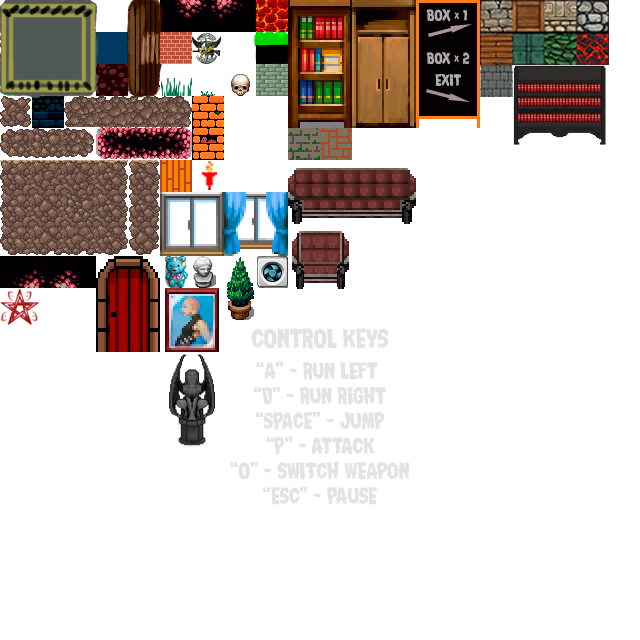 BOX x 1
BOX x 2
EXIT
CONTROL KEYS
"A" - RUN LEFT
"D" - RUN RIGHT
"SPACE" - JUMP
"P" - ATTACK
"O" - SWITCH WEAPON
"ESC" - PAUSE